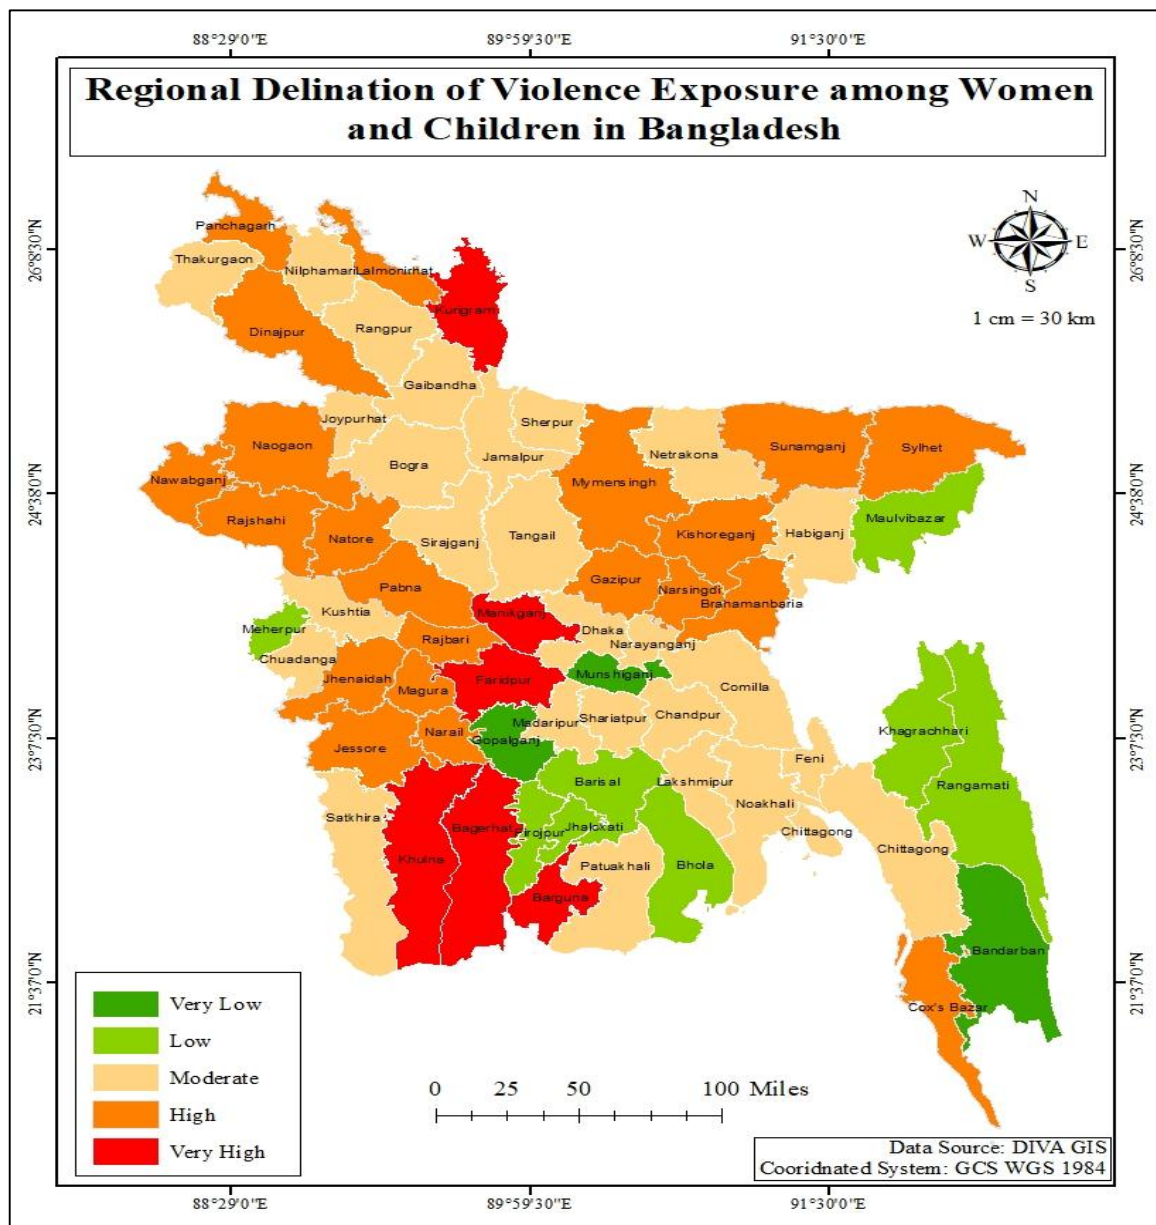 88°29'0"E
89°59'30"E
91°30'0"E
Regional Delination of Violence Exposure among Women
and Children in Bangladesh
N
W
E
S
26°8'30"N
26°8'30"N
1 cm = 30 km
Panchagarh
Thakurgaon
Nilphamari
Lalmonirhat
Kurigram
Dinajpur
Rangpur
Gaibandha
Joypurhat
Sherpur
Naogaon
Bogra
Jamalpur
Netrakona
Sunamganj
Sylhet
Nawabganj
Mymensingh
24°38'0"N
24°38'0"N
Rajshahi
Natore
Sirajganj
Tangail
Kishoreganj
Habiganj
Maulvibazar
Pabna
Gazipur
Narsingdi
Brahamanbaria
Kushtia
Manikganj
Meherpur
Dhaka
Rajbari
Narayanganj
Chuadanga
Jhenaidah
Magura
Faridpur
Munshiganj
Comilla
Madaripur
Shariatpur
Chandpur
Khagrachhari
Jessore
Narail
Gopalganj
23°7'30"N
23°7'30"N
Feni
Barisal
Lakshmipur
Rangamati
Noakhali
Satkhira
Bagerhat
Pirojpur
Jhalokati
Chittagong
Chittagong
Khulna
Patuakhali
Bhola
Barguna
Bandarban
21°37'0"N
21°37'0"N
Cox's Bazar
Very Low
Low
Moderate
High
Very High
0 25 50 100 Miles
Data Source: DIVA GIS
Cooridnated System: GCS WGS 1984
88°29'0"E
89°59'30"E
91°30'0"E